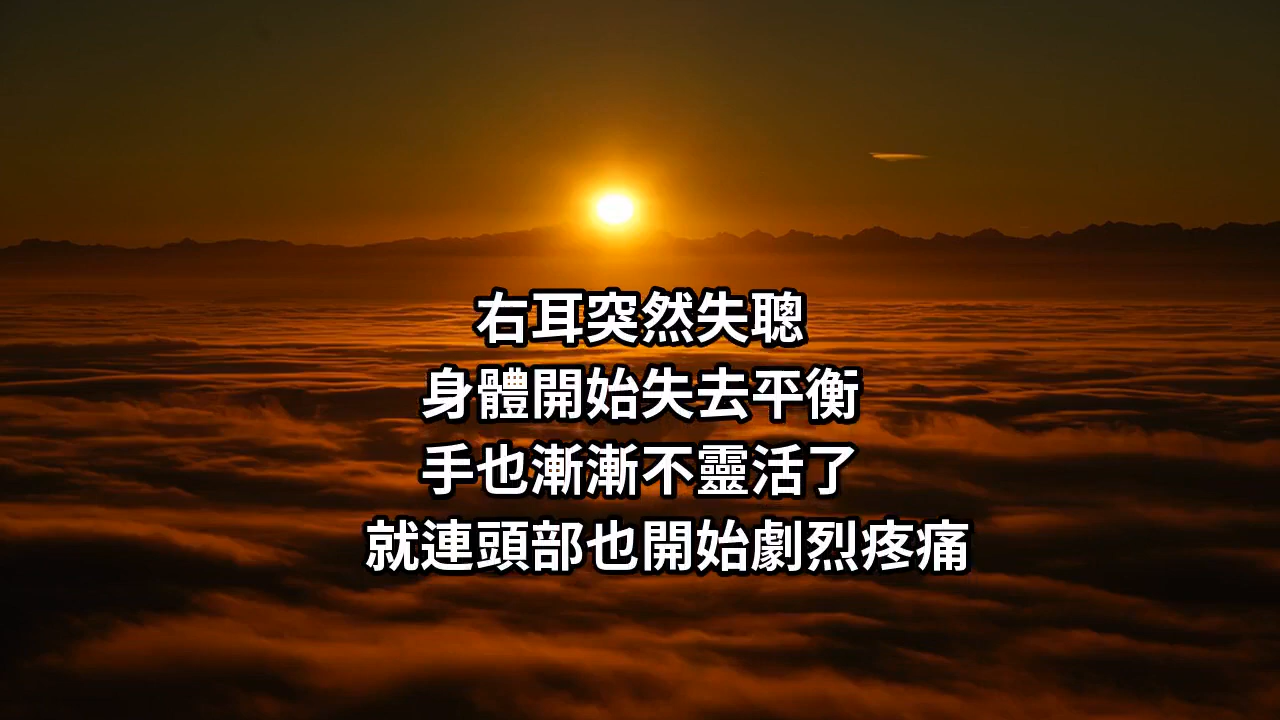 右耳突然失聰
身體開始失去平衡
手也漸漸不靈活了
就連頭部也開始劇烈疼痛